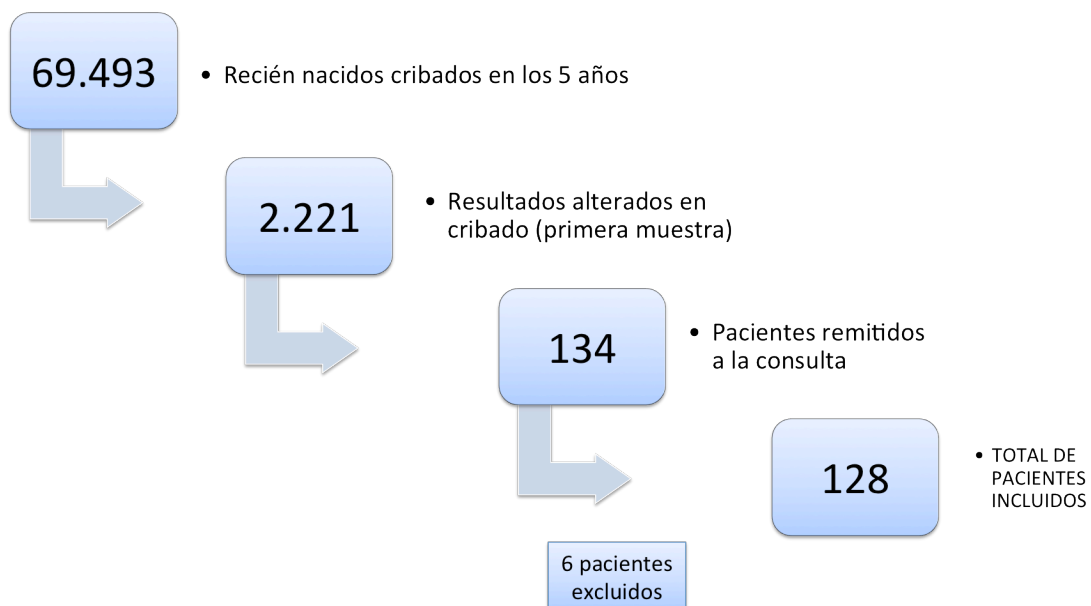 69.493
• Recién nacidos cribados en los 5 años
2.221
• Resultados alterados en
cribado (primera muestra)
134
• Pacientes remitidos
a la consulta
128
• TOTAL DE
PACIENTES
INCLUIDOS
6 pacientes
excluidos